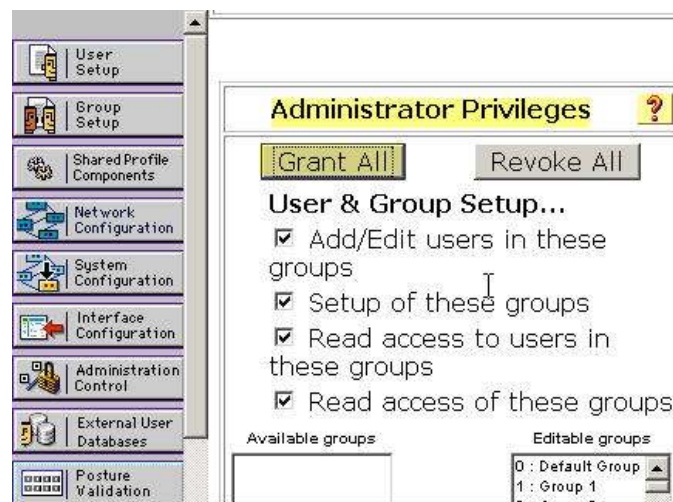 User
Setup
Group
Setup
Shared Profile
Components
Network
Configuration
System
Configuration
Interface
Configuration
Administration
Control
External User
Databases
Posture
Validation
Administrator Privileges
?
Grant All
Revoke All
User & Group Setup...
Add/Edit users in these
groups
Setup of these groups
Read access to users in
these groups
Read access of these groups
Available groups
Editable groups
0 : Default Group
1 : Group 1